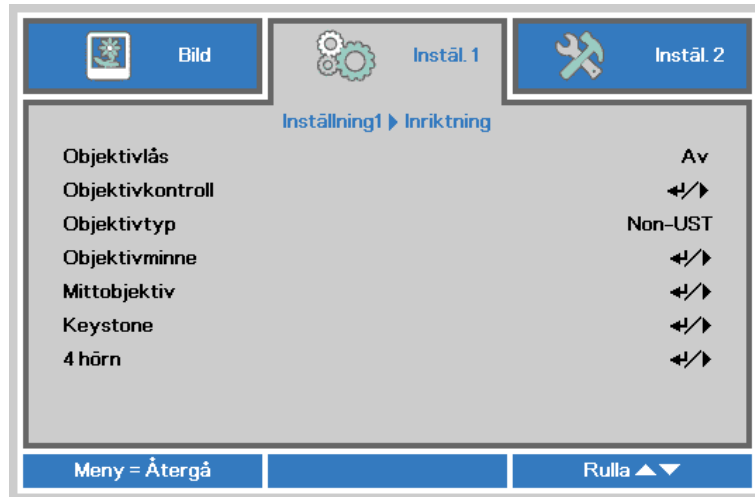 Bild
Instäl. 1
Instäl. 2
Inställning1 ▶ Inriktning
Objektivlås Av
Objektivkontroll ↵/▶
Objektivtyp Non-UST
Objektivminne ↵/▶
Mittobjektiv ↵/▶
Keystone ↵/▶
4 hörn ↵/▶
Meny = Återgå
Rulla ▲▼